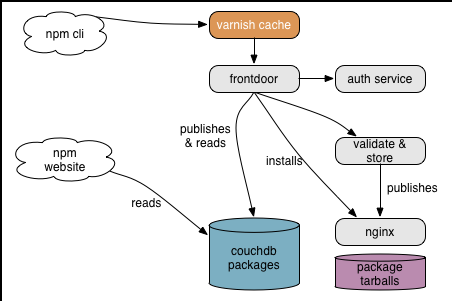 npm cli
varnish cache
frontdoor
auth service
publishes
& reads
installs
validate &
store
npm
website
publishes
reads
nginx
couchdb
packages
package
tarballs